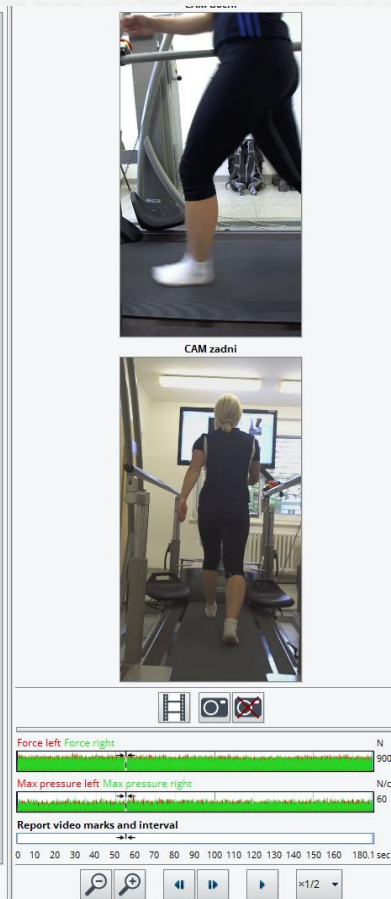 CAM boční
CAM zadni
Force left Force right N
900
Max pressure left Max pressure right N/c
60
Report video marks and interval
0 10 20 30 40 50 60 70 80 90 100 110 120 130 140 150 160 180.1 sec
×1/2